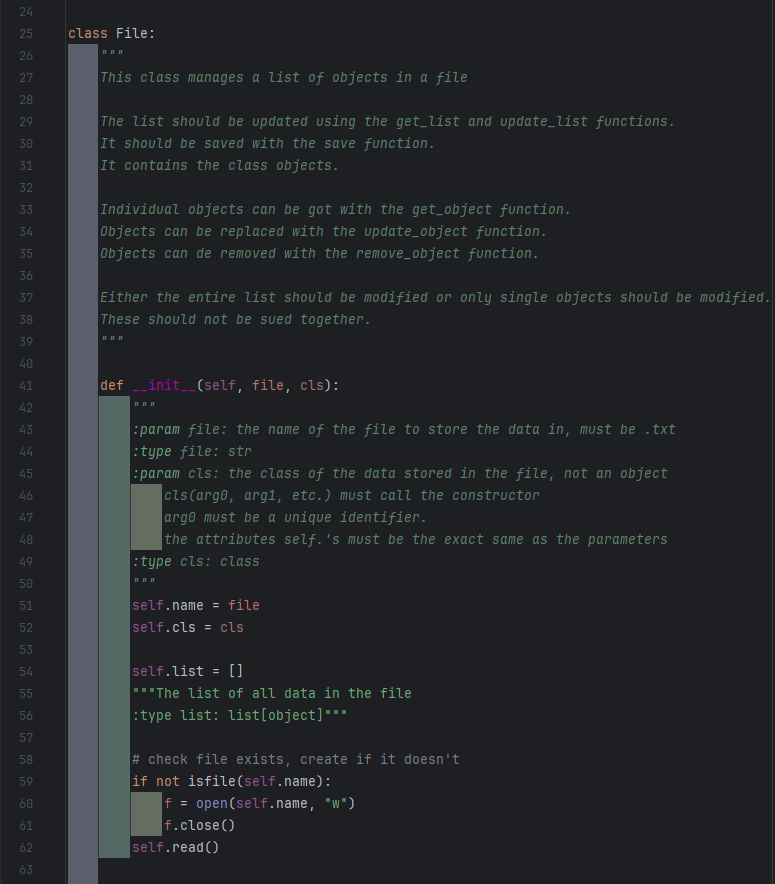 24
25 class File:
26     """
27     This class manages a list of objects in a file
28
29     The list should be updated using the get_list and update_list functions.
30     It should be saved with the save function.
31     It contains the class objects.
32
33     Individual objects can be got with the get_object function.
34     Objects can be replaced with the update_object function.
35     Objects can de removed with the remove_object function.
36
37     Either the entire list should be modified or only single objects should be modified.
38     These should not be sued together.
39     """
40
41     def __init__(self, file, cls):
42         """
43         :param file: the name of the file to store the data in, must be .txt
44         :type file: str
45         :param cls: the class of the data stored in the file, not an object
46             cls(arg0, arg1, etc.) must call the constructor
47             arg0 must be a unique identifier.
48             the attributes self.'s must be the exact same as the parameters
49         :type cls: class
50         """
51         self.name = file
52         self.cls = cls
53
54         self.list = []
55         """The list of all data in the file
56         :type list: list[object]"""
57
58         # check file exists, create if it doesn't
59         if not isfile(self.name):
60             f = open(self.name, "w")
61             f.close()
62         self.read()
63